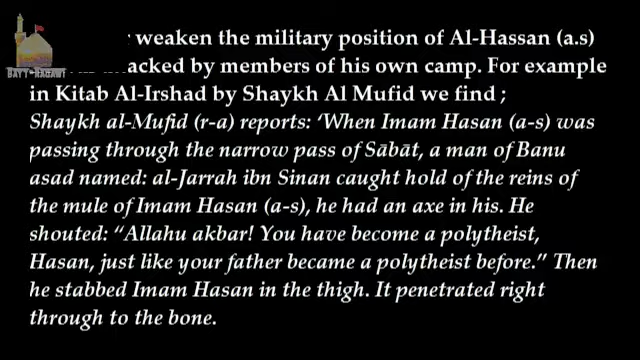 weaken the military position of Al-Hassan (a.s)
by members of his own camp. For example
in Kitab Al-Irshad by Shaykh Al Mufid we find ;
Shaykh al-Mufid (r-a) reports: 'When Imam Hasan (a-s) was
passing through the narrow pass of Sābāt, a man of Banu
asad named: al-Jarrah ibn Sinan caught hold of the reins of
the mule of Imam Hasan (a-s), he had an axe in his. He
shouted: "Allahu akbar! You have become a polytheist,
Hasan, just like your father became a polytheist before." Then
he stabbed Imam Hasan in the thigh. It penetrated right
through to the bone.